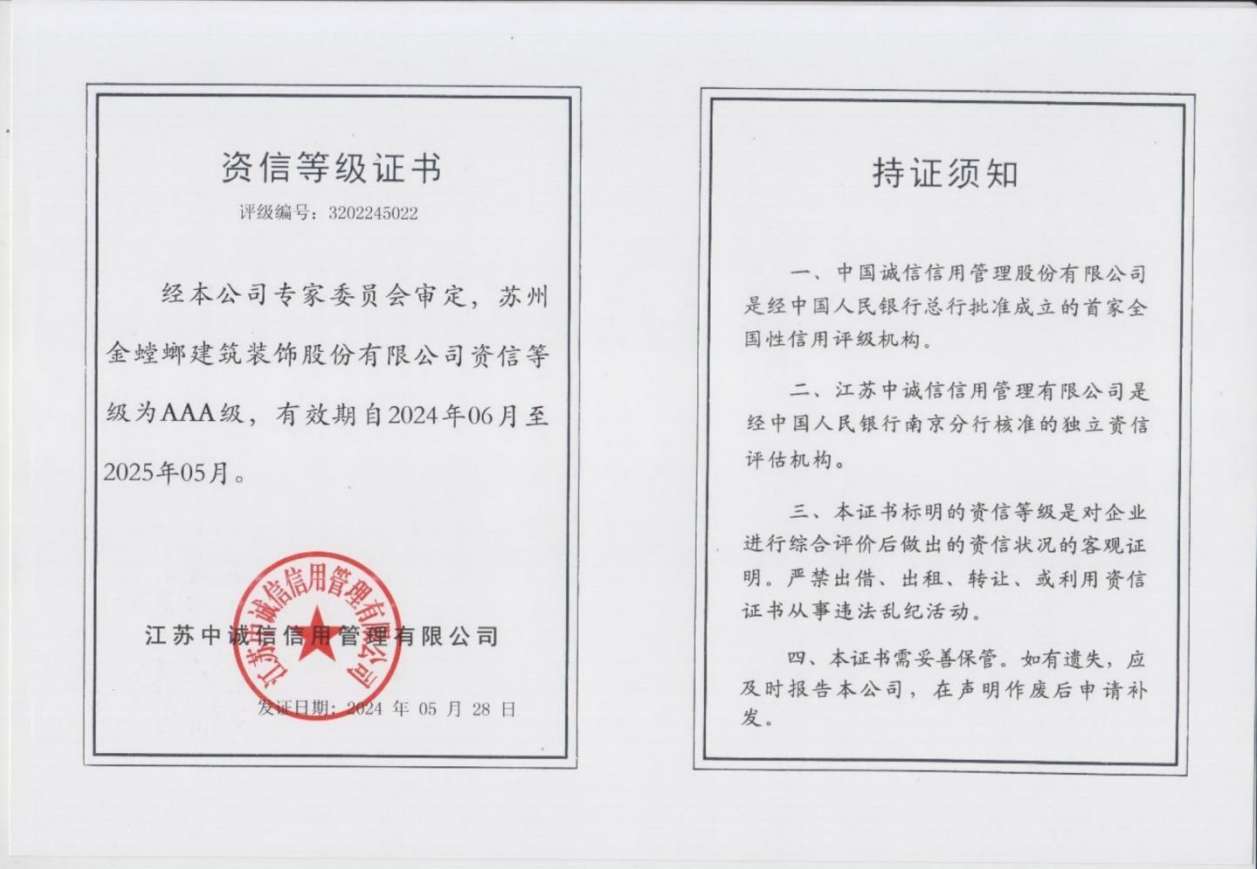 资信等级证书
评级编号：3202245022
经本公司专家委员会审定，苏州
金螳螂建筑装饰股份有限公司资信等
级为AAA级，有效期自2024年06月至
2025年05月。
江苏中诚信信用管理有限公司
江苏中诚信信用管理有限公司
发证日期：2024 年 05 月 28 日
持证须知
一、中国诚信信用管理股份有限公司
是经中国人民银行总行批准成立的首家全
国性信用评级机构。
二、江苏中诚信信用管理有限公司是
经中国人民银行南京分行核准的独立资信
评估机构。
三、本证书标明的资信等级是对企业
进行综合评价后做出的资信状况的客观证
明。严禁出借、出租、转让、或利用资信
证书从事违法乱纪活动。
四、本证书需妥善保管。如有遗失，应
及时报告本公司，在声明作废后申请补
发。